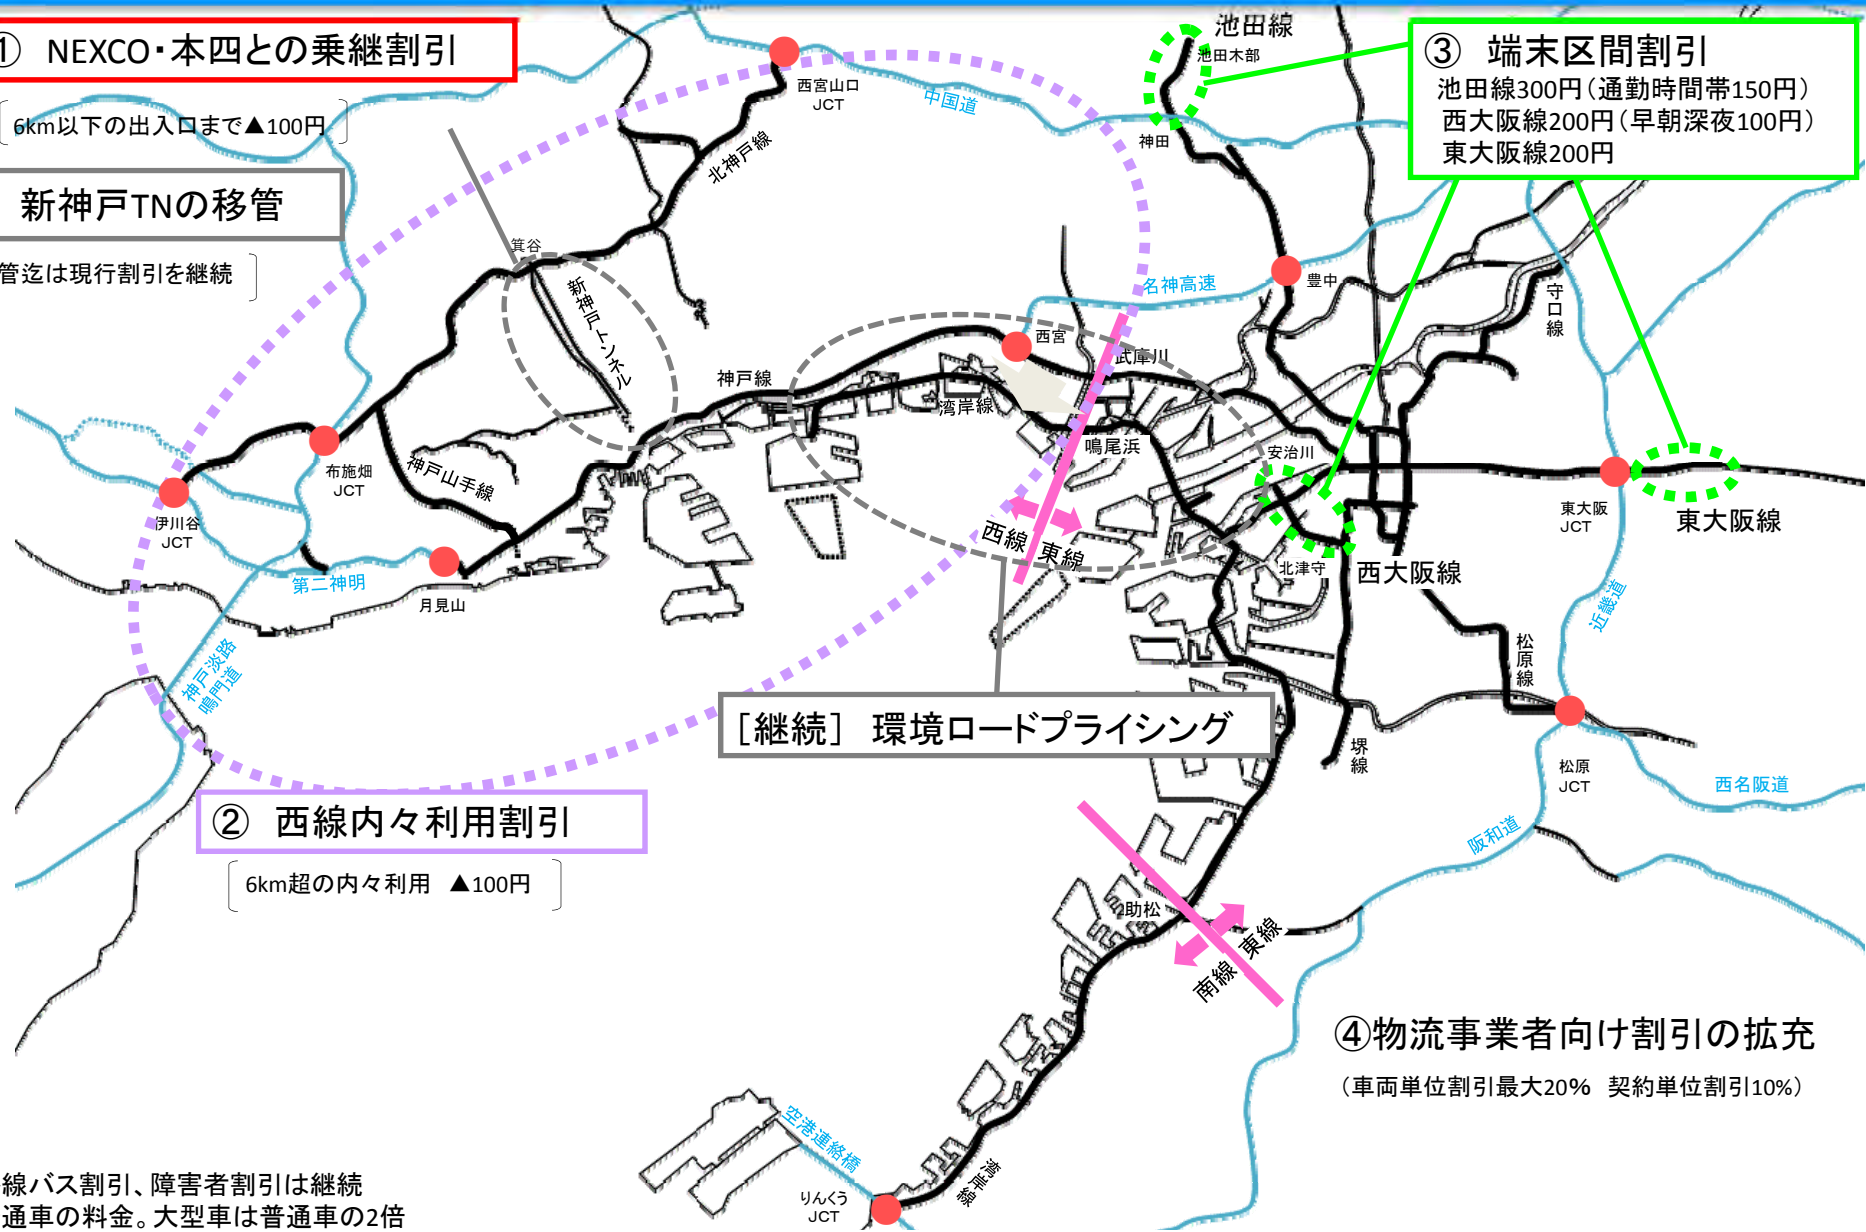 ① NEXCO・本四との乗継割引
6km以下の出入口まで▲100円
新神戸TNの移管
管迄は現行割引を継続
池田線
池田木部
③ 端末区間割引
池田線300円(通勤時間帯150円)
西大阪線200円(早朝深夜100円)
東大阪線200円
西宮山口
JCT
中国道
神田
北神戸線
箕谷
新神戸トンネル
名神高速
豊中
守口線
西宮
武庫川
神戸線
湾岸線
鳴尾浜
安治川
布施畑
JCT
神戸山手線
伊川谷
JCT
東大阪
JCT
東大阪線
西線 東線
北津守
西大阪線
第二神明
月見山
近畿道
松原線
神戸淡路
鳴門道
[継続] 環境ロードプライシング
堺線
松原
JCT
西名阪道
② 西線内々利用割引
6km超の内々利用 ▲100円
阪和道
助松
南線 東線
④物流事業者向け割引の拡充
(車両単位割引最大20% 契約単位割引10%)
空港連絡橋
湾岸線
りんくう
JCT
線バス割引、障害者割引は継続
通車の料金。大型車は普通車の2倍